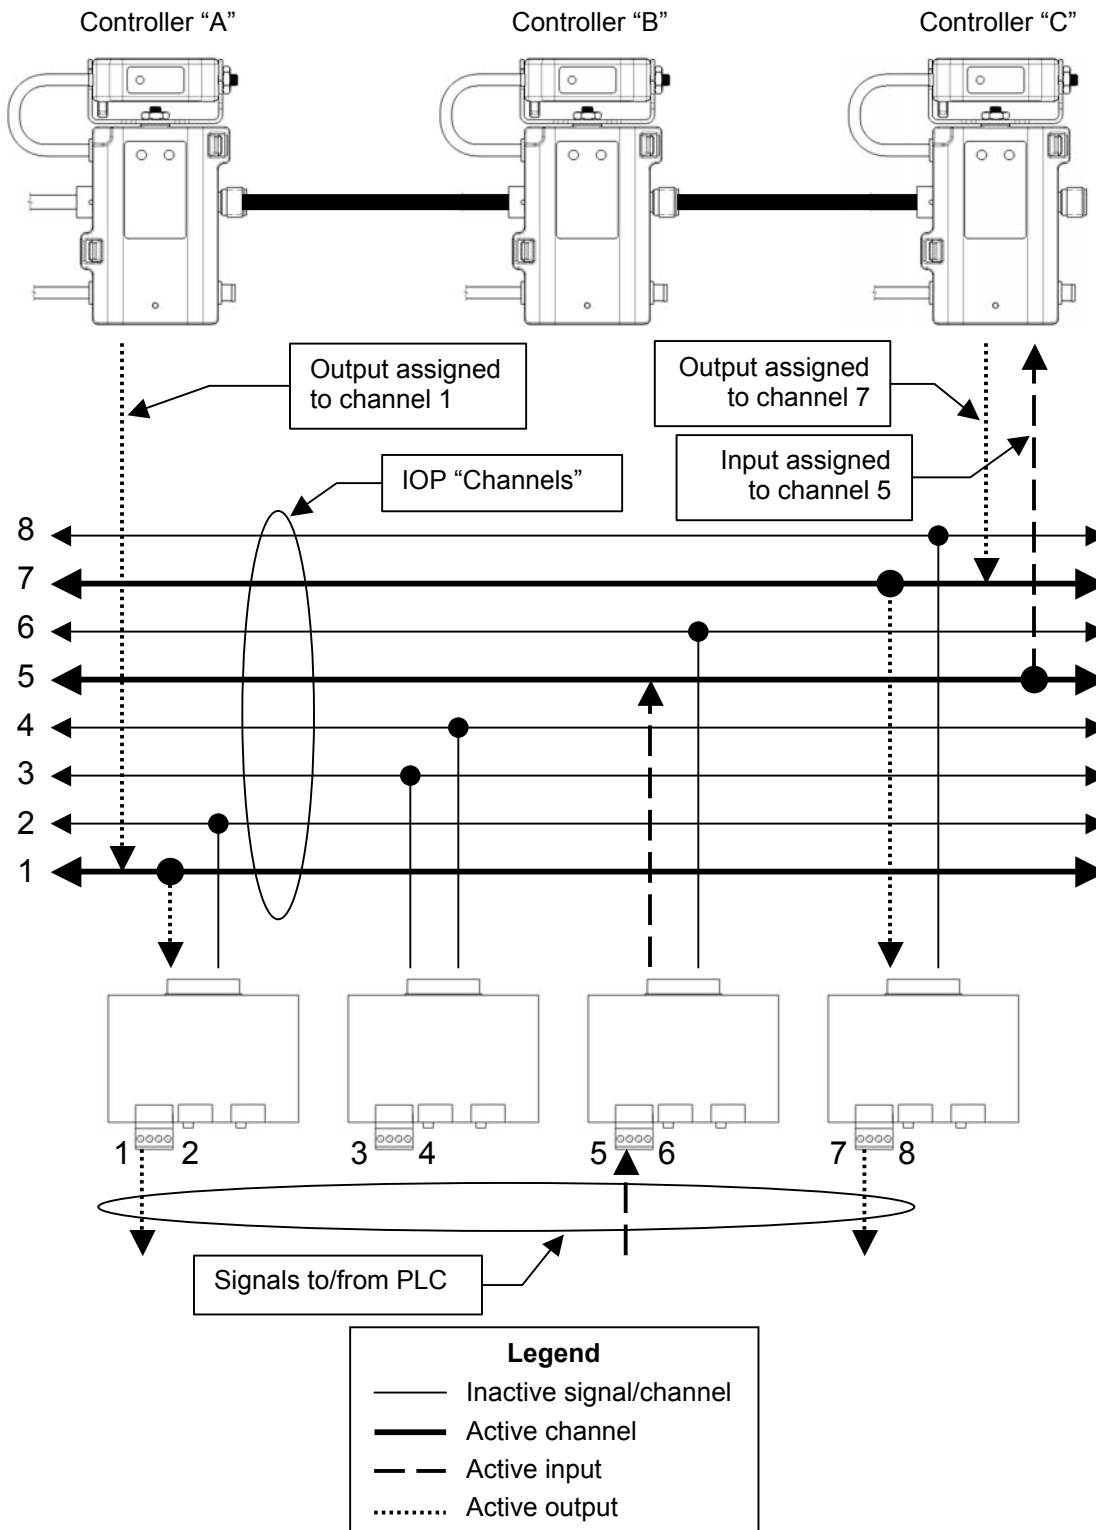 Controller “A”
Controller “B”
Controller “C”
Output assigned
to channel 1
Output assigned
to channel 7
IOP “Channels”
Input assigned
to channel 5
8
7
6
5
4
3
2
1
1 2
3 4
5 6
7 8
Signals to/from PLC
Legend
Inactive signal/channel
Active channel
Active input
Active output